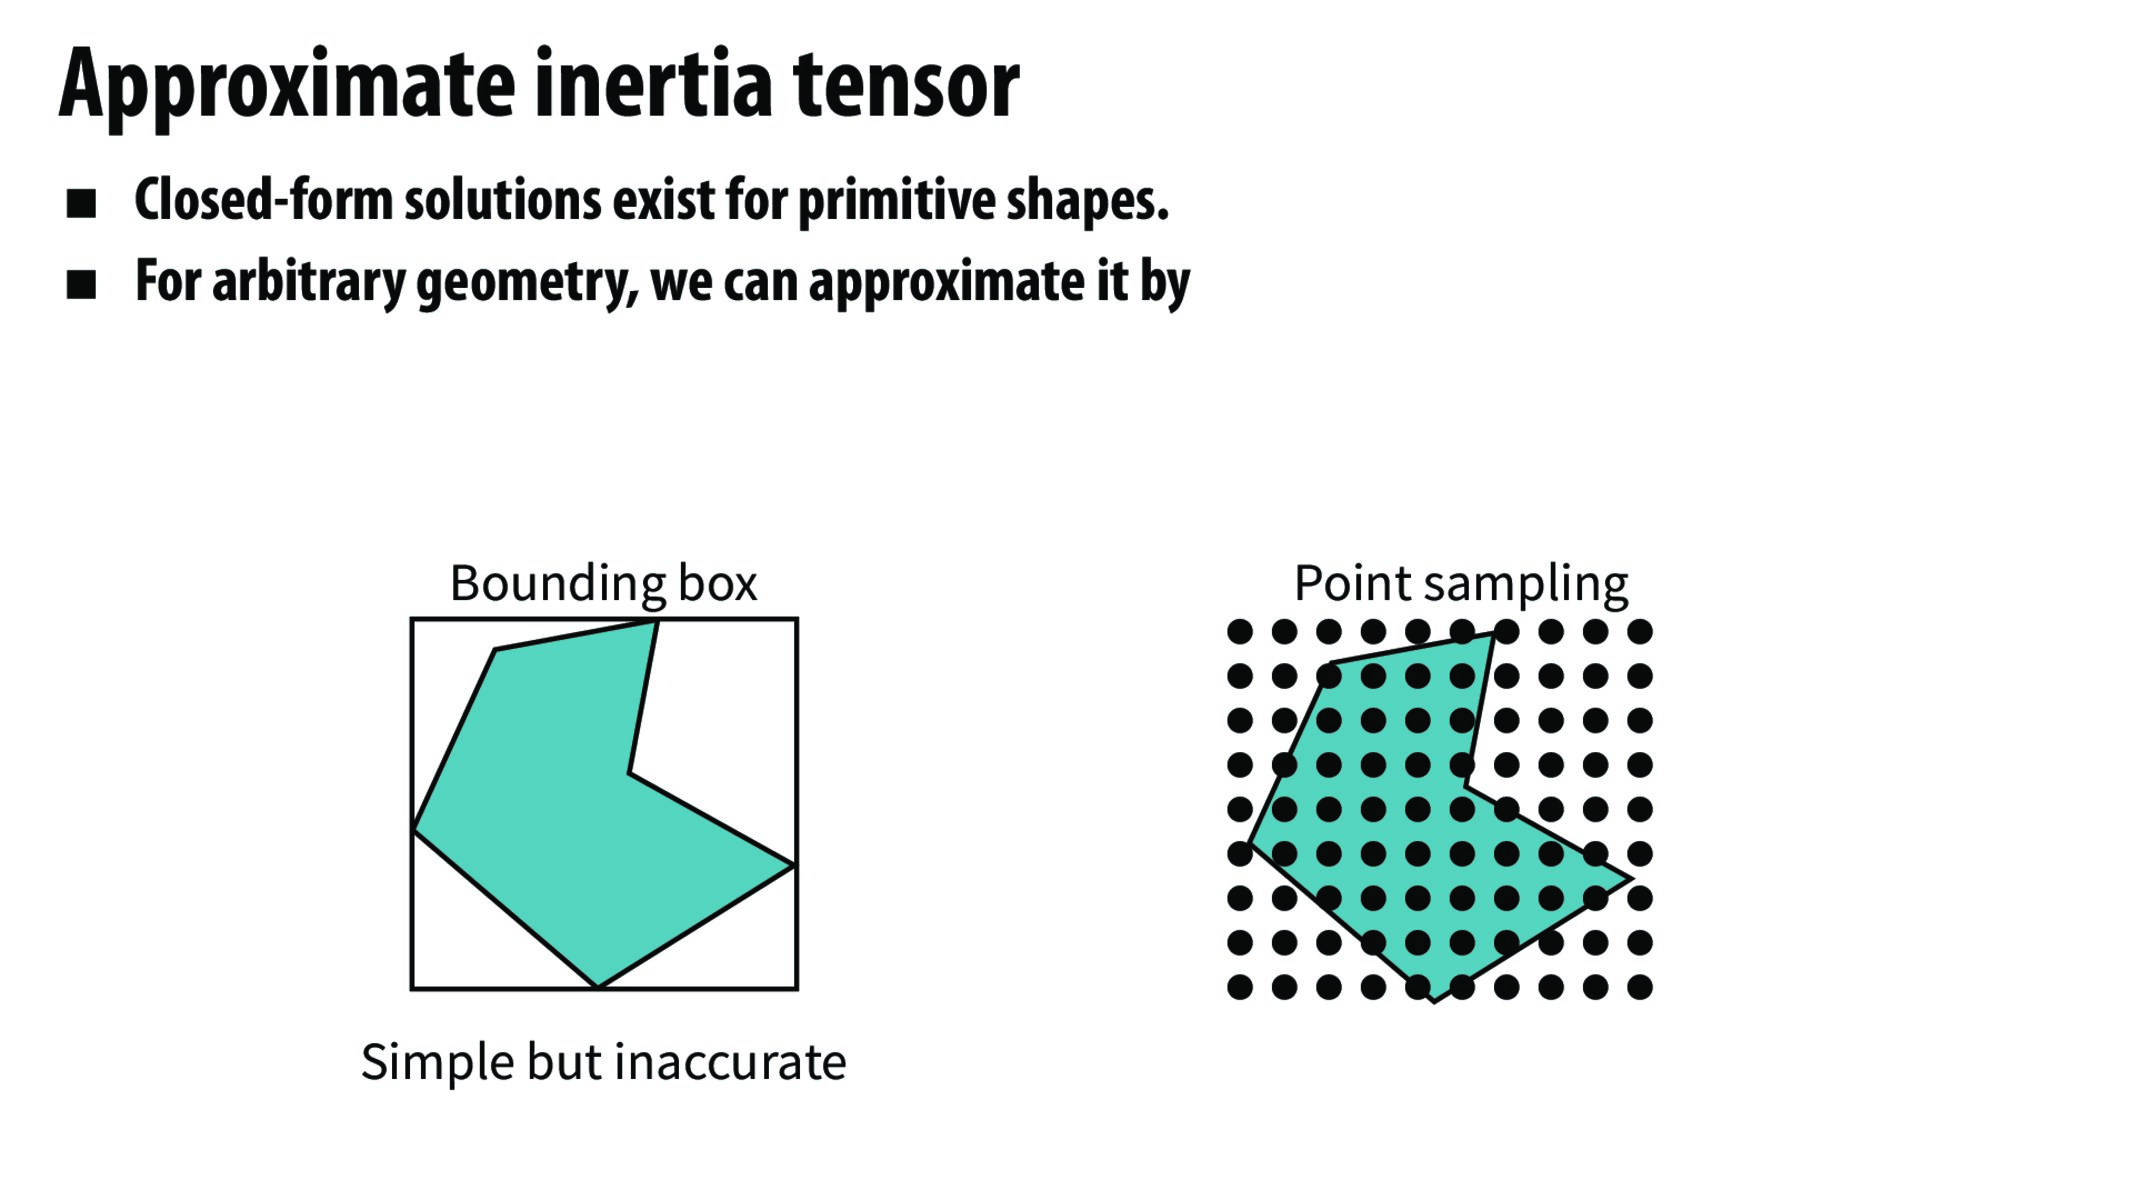 Approximate inertia tensor
■ Closed-form solutions exist for primitive shapes.
■ For arbitrary geometry, we can approximate it by
Bounding box
Point sampling
Simple but inaccurate